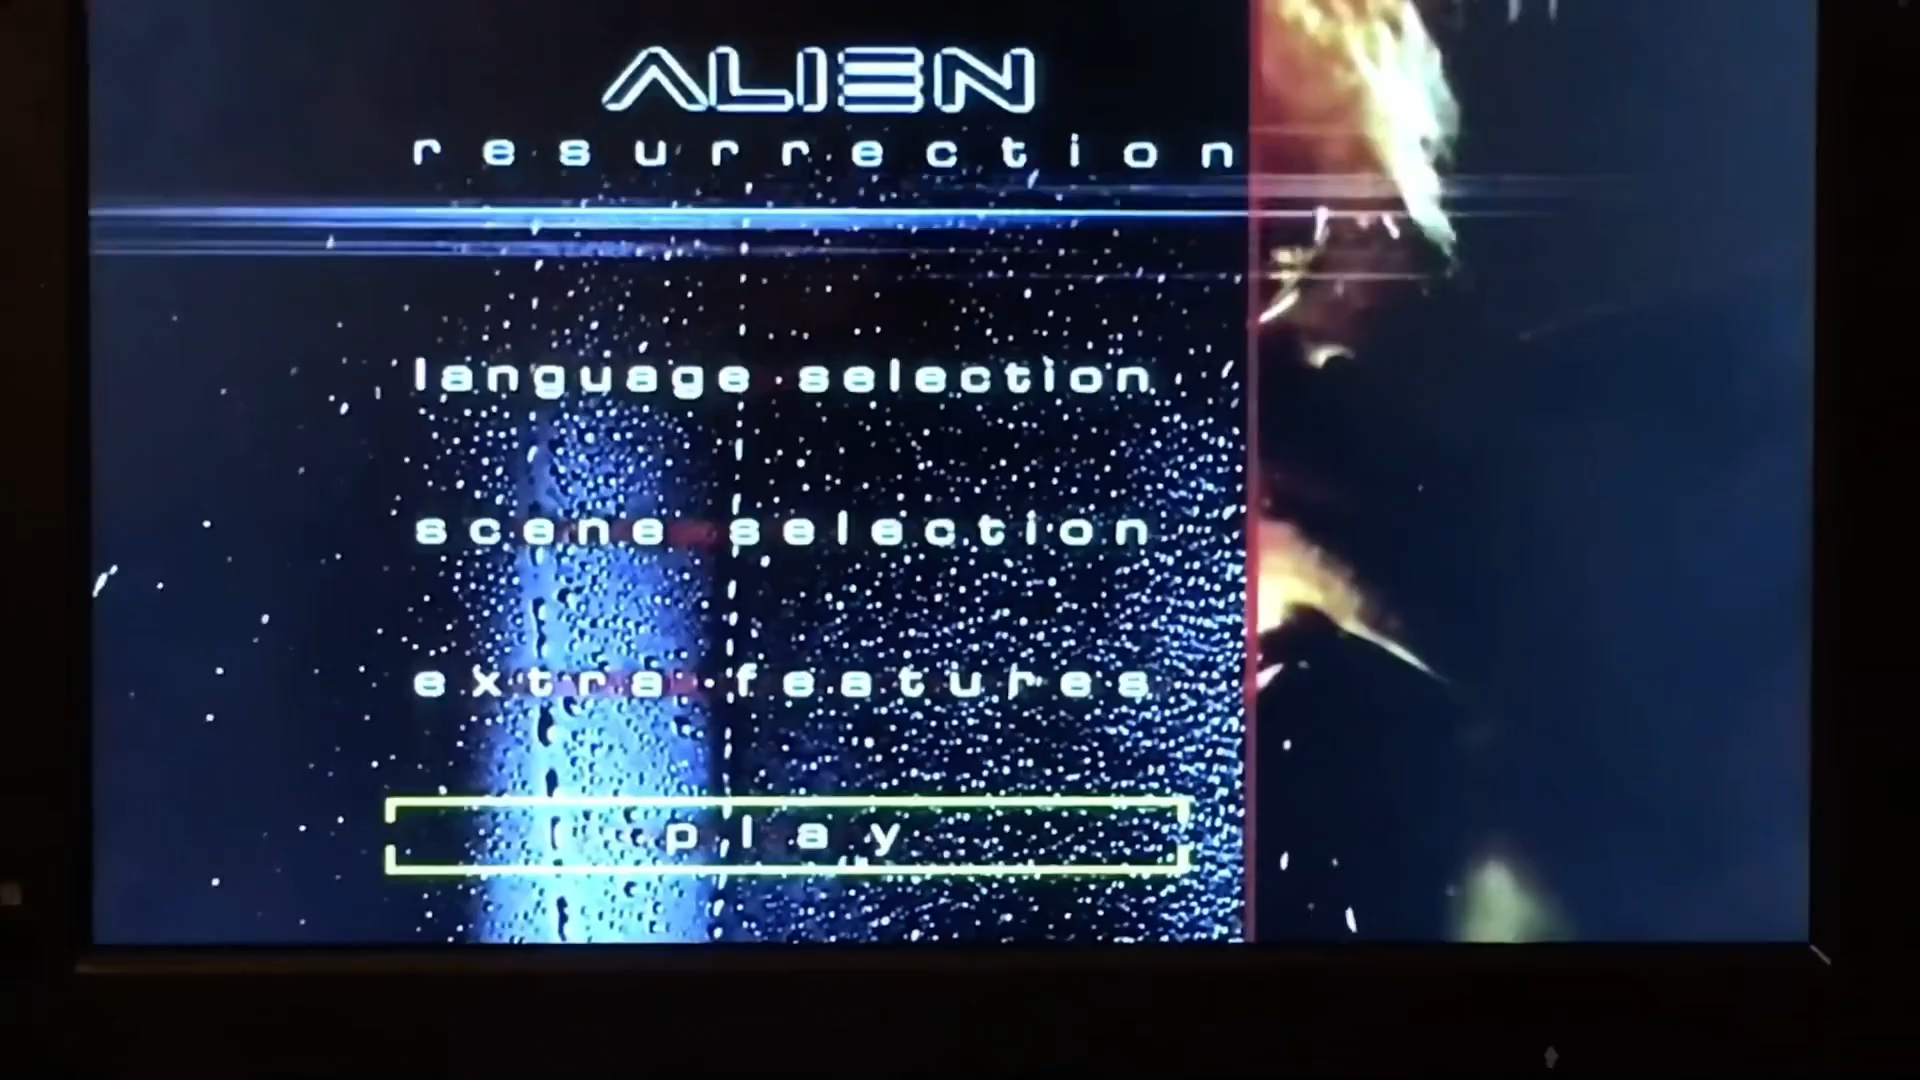 ALIEN
resurrection
language selection
scene selection
extra features
play